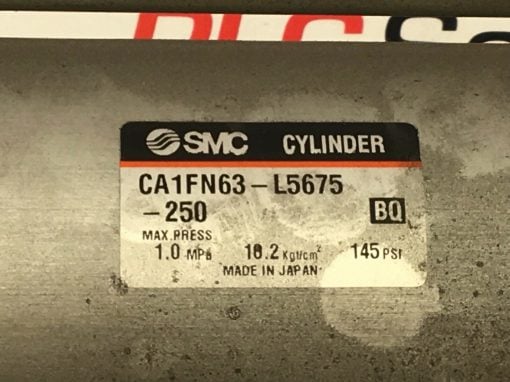 SMC CYLINDER
CA1FN63-L5675
-250 BQ
MAX.PRESS.
1.0 MPa 10.2 Kgf/cm² 145 PSI
MADE IN JAPAN